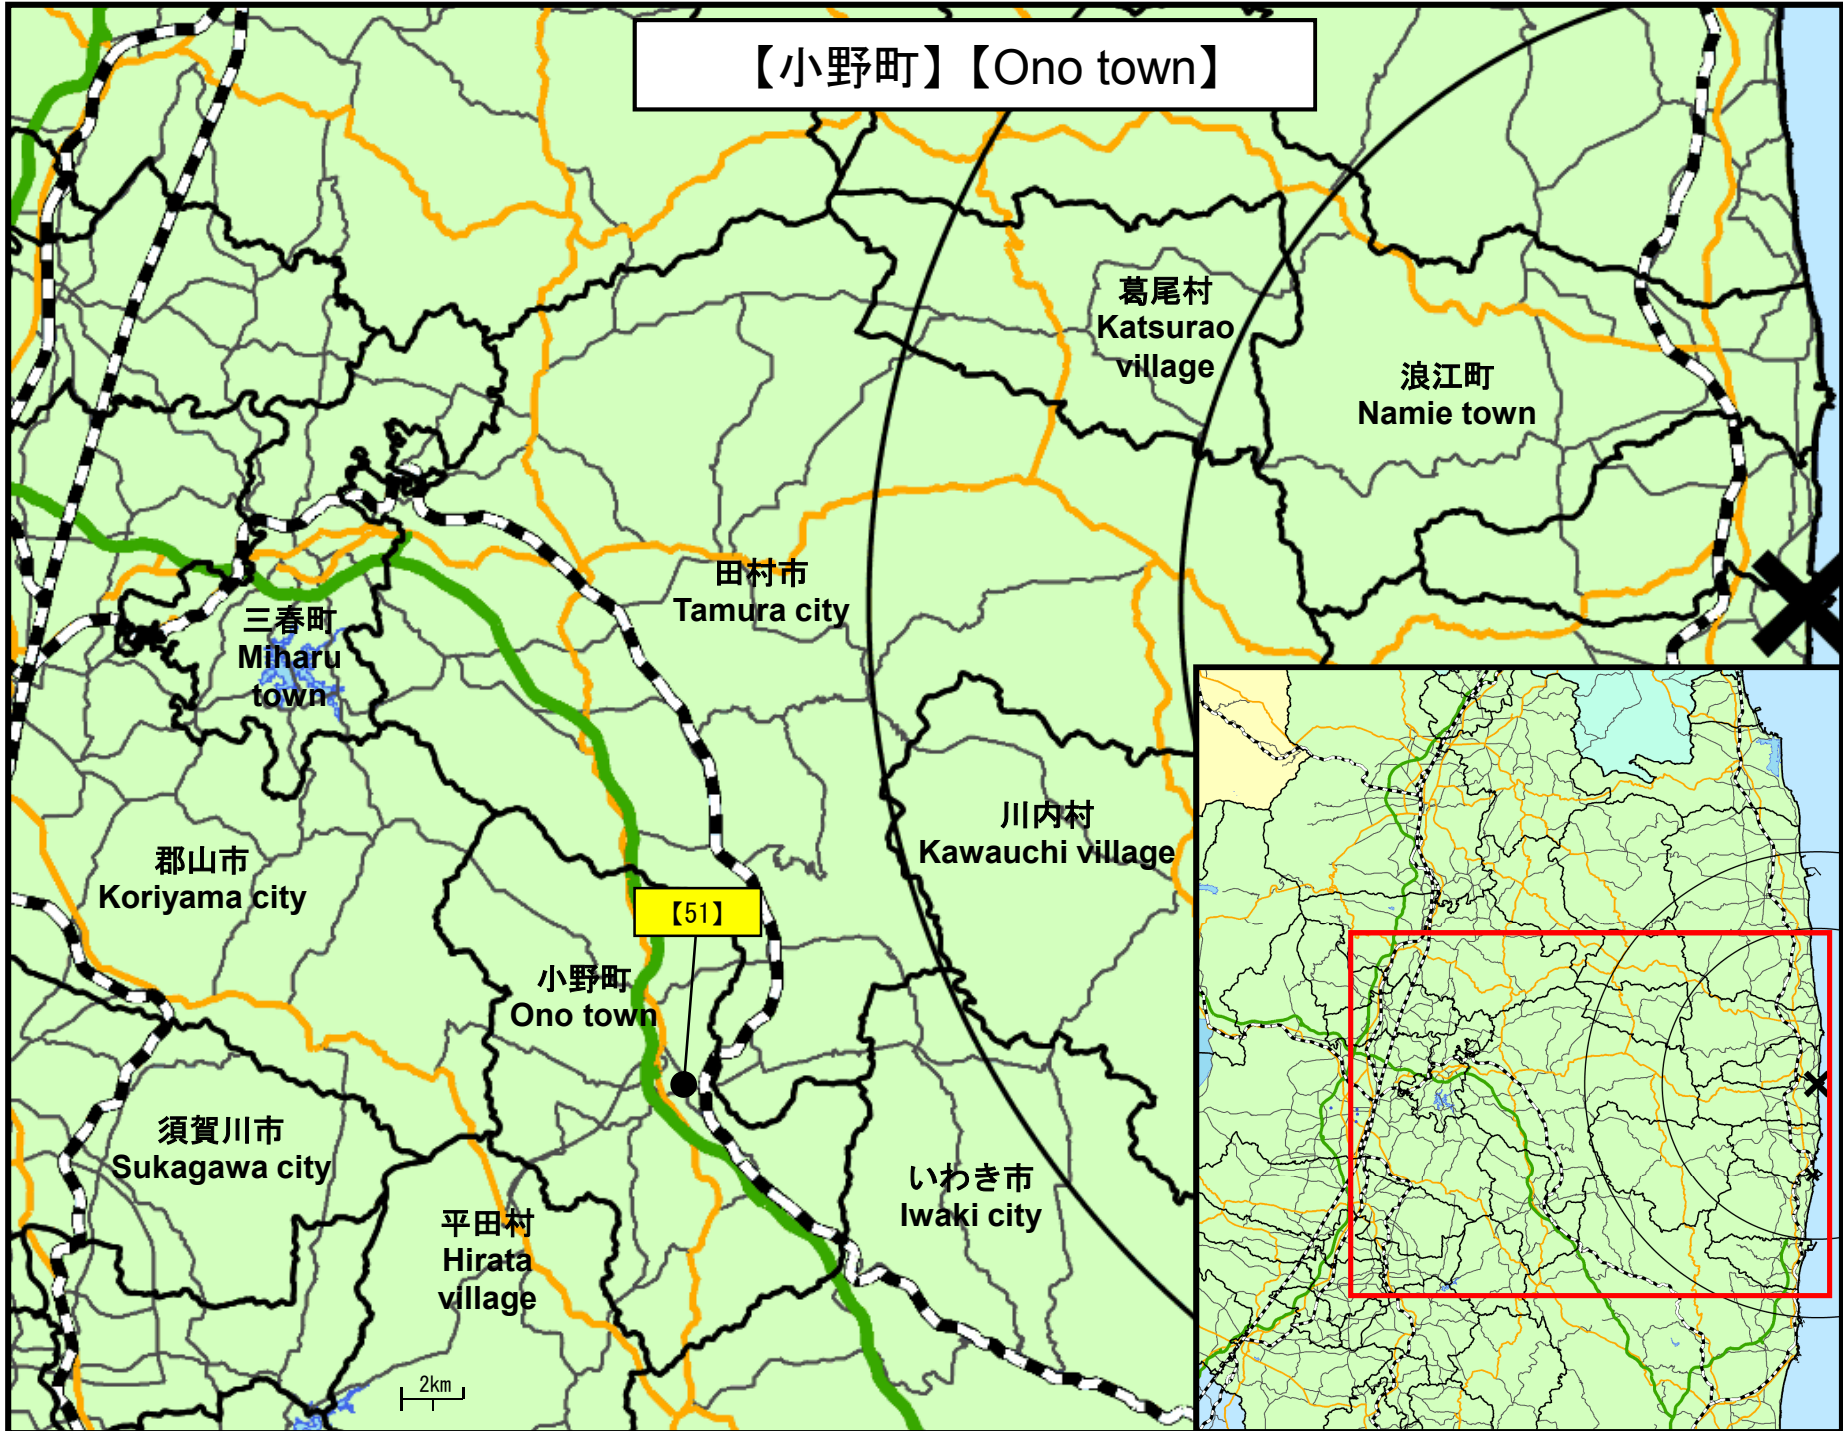 【小野町】【Ono town】
葛尾村
Katsurao
village
浪江町
Namie town
田村市
Tamura city
三春町
Miharu
town
川内村
Kawauchi village
郡山市
Koriyama city
【51】
小野町
Ono town
須賀川市
Sukagawa city
いわき市
Iwaki city
平田村
Hirata
village
2km